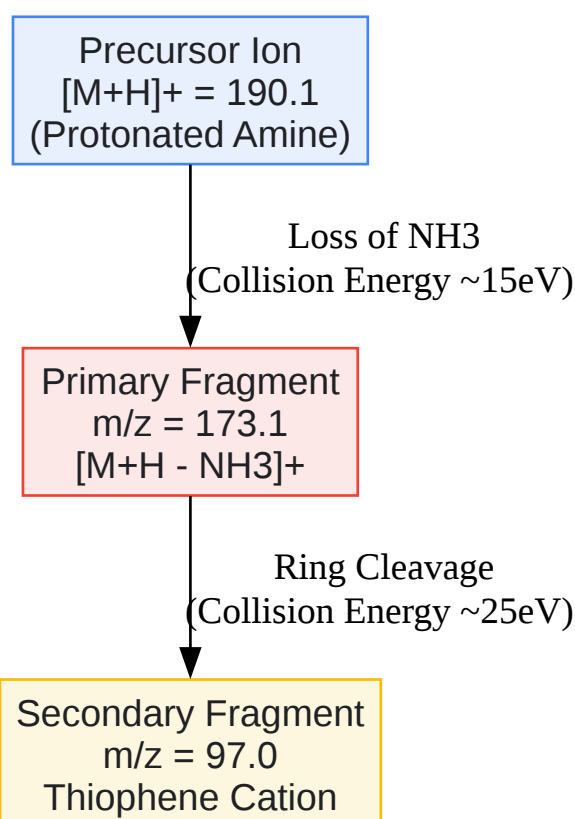 Precursor Ion
[M+H]+ = 190.1
(Protonated Amine)
Loss of NH3
(Collision Energy ~15eV)
Primary Fragment
m/z = 173.1
[M+H - NH3]+
Ring Cleavage
(Collision Energy ~25eV)
Secondary Fragment
m/z = 97.0
Thiophene Cation